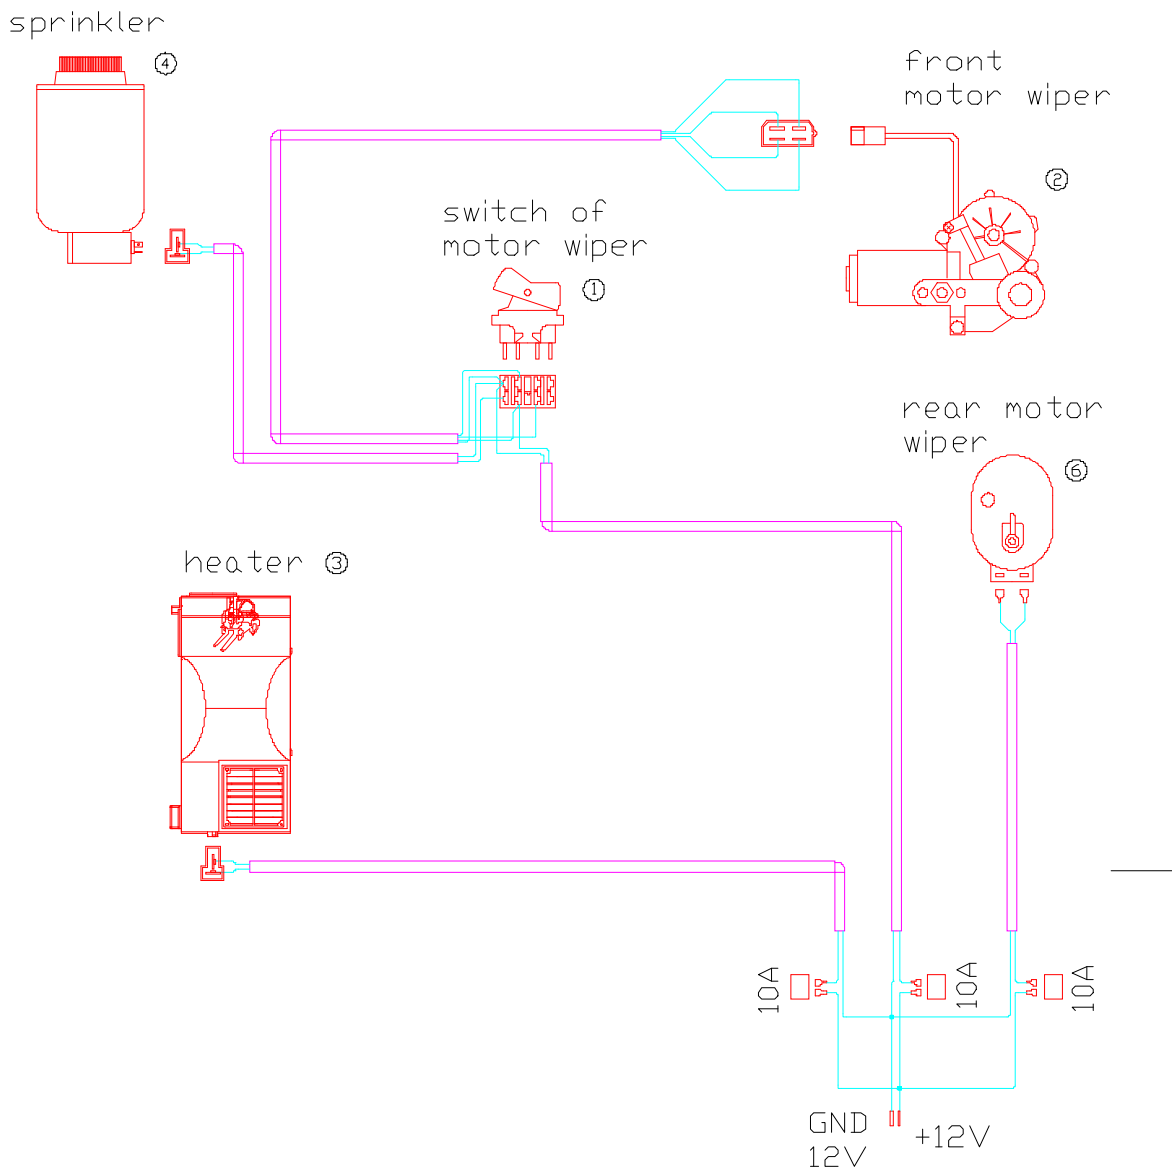 sprinkler
4
front
motor wiper
2
switch of
motor wiper
1
rear motor
wiper
6
heater 3
10A
10A
10A
GND
12V
+12V